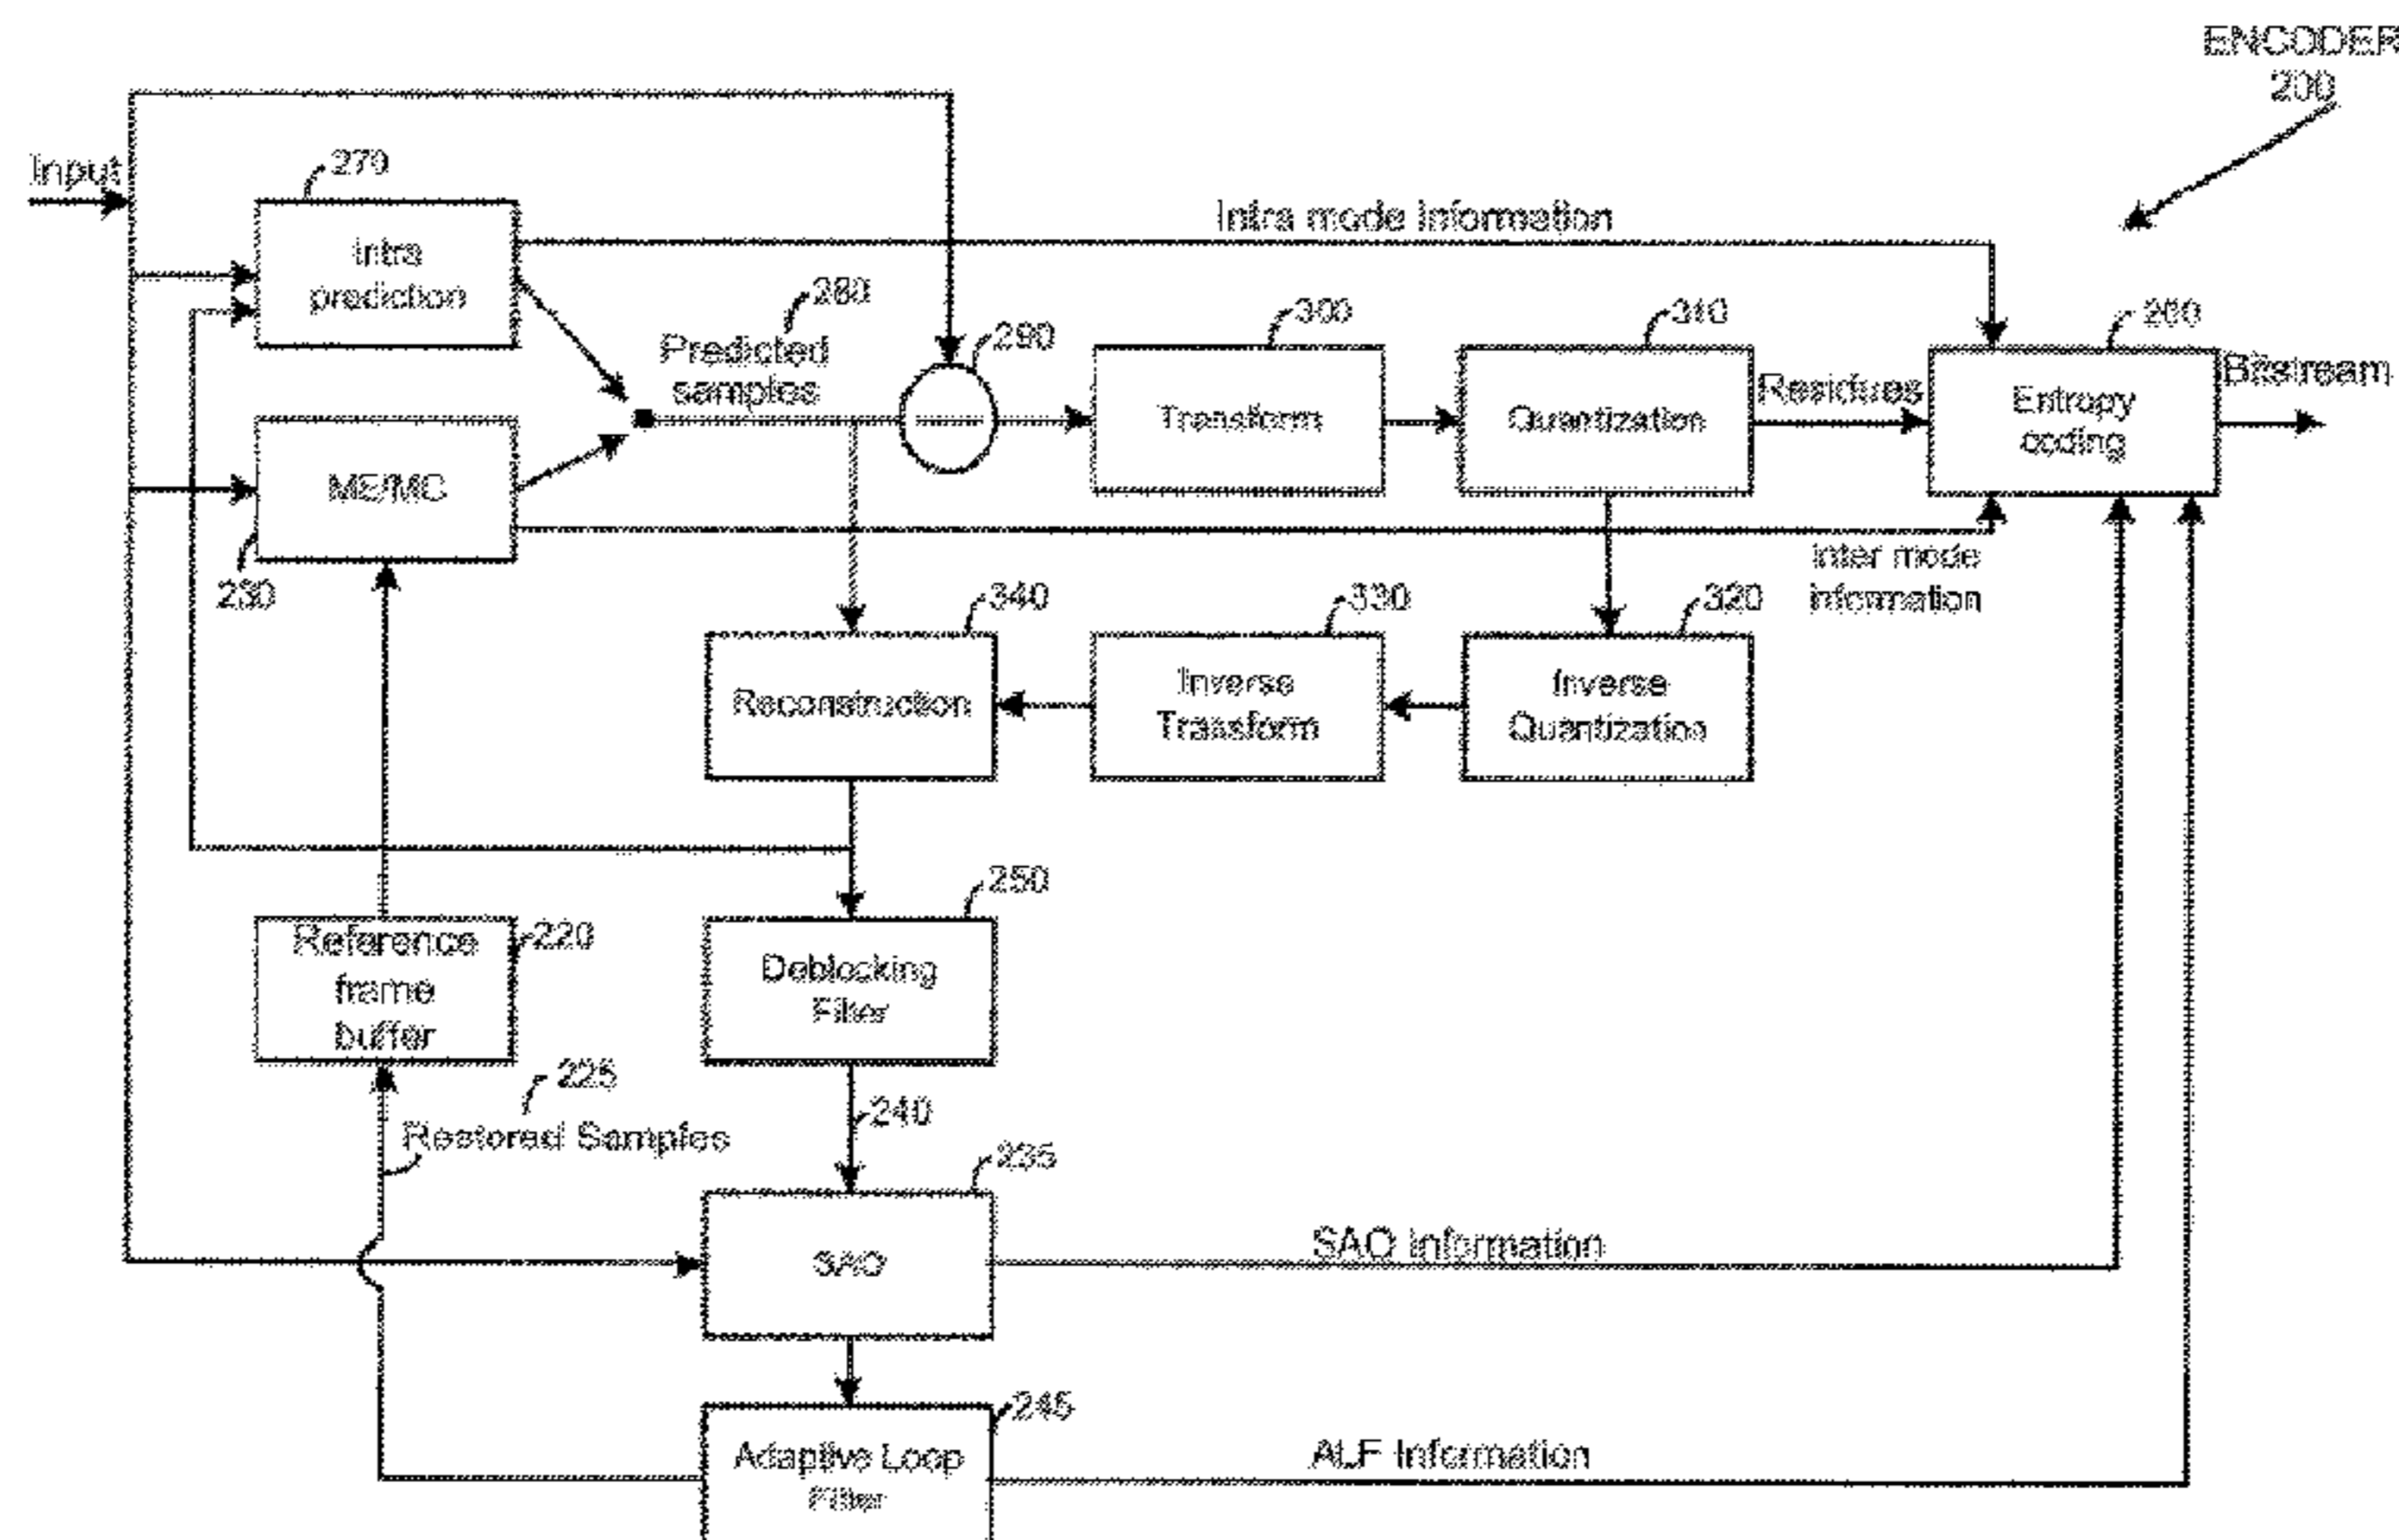 ENCODER
200
Input
270
Intra
prediction
Intra mode information
280
Predicted
samples
290
300
Transform
310
Quantization
Residues
260
Entropy
coding
Bitstream
ME/MC
230
Inter mode
information
340
Reconstruction
330
Inverse
Transform
320
Inverse
Quantization
220
Reference
frame
buffer
250
Deblocking
Filter
225
Restored Samples
240
235
SAO
SAO Information
245
Adaptive Loop
Filter
ALF Information